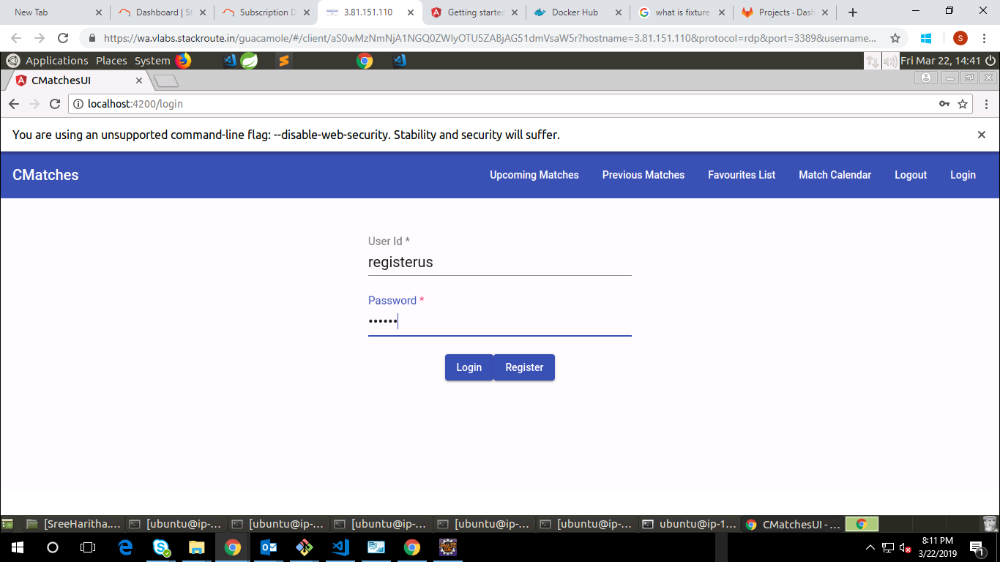 New Tab
Dashboard | St
Subscription D
3.81.151.110
Getting started
Docker Hub
what is fixture
Projects · Dash
https://wa.vlabs.stackroute.in/guacamole/#/client/aS0wMzNmNjA1NGQ0ZWIyOTU5ZABjAG51dmVsaW5r?hostname=3.81.151.110&protocol=rdp&port=3389&username...
S
Applications Places System
Fri Mar 22, 14:41
CMatchesUI
localhost:4200/login
You are using an unsupported command-line flag: --disable-web-security. Stability and security will suffer.
CMatches
Upcoming Matches
Previous Matches
Favourites List
Match Calendar
Logout
Login
User Id *
registerus
Password *
Login
Register
[SreeHaritha....
[ubuntu@ip-...
[ubuntu@ip-...
[ubuntu@ip-...
[ubuntu@ip-...
[ubuntu@ip-...
ubuntu@ip-1...
CMatchesUI - ...
8:11 PM
3/22/2019
1